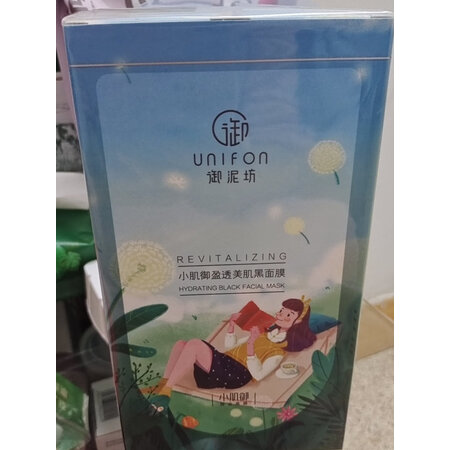 御
UNIFON
御泥坊
REVITALIZING
小肌御盈透美肌黑面膜
HYDRATING BLACK FACIAL MASK
小肌御